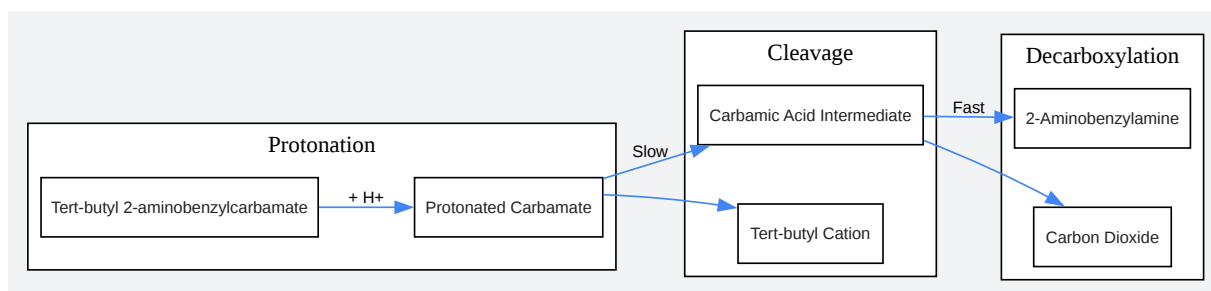 Protonation
Tert-butyl 2-aminobenzylcarbamate
+ H+
Protonated Carbamate
Slow
Cleavage
Carbamic Acid Intermediate
Tert-butyl Cation
Fast
Decarboxylation
2-Aminobenzylamine
Carbon Dioxide